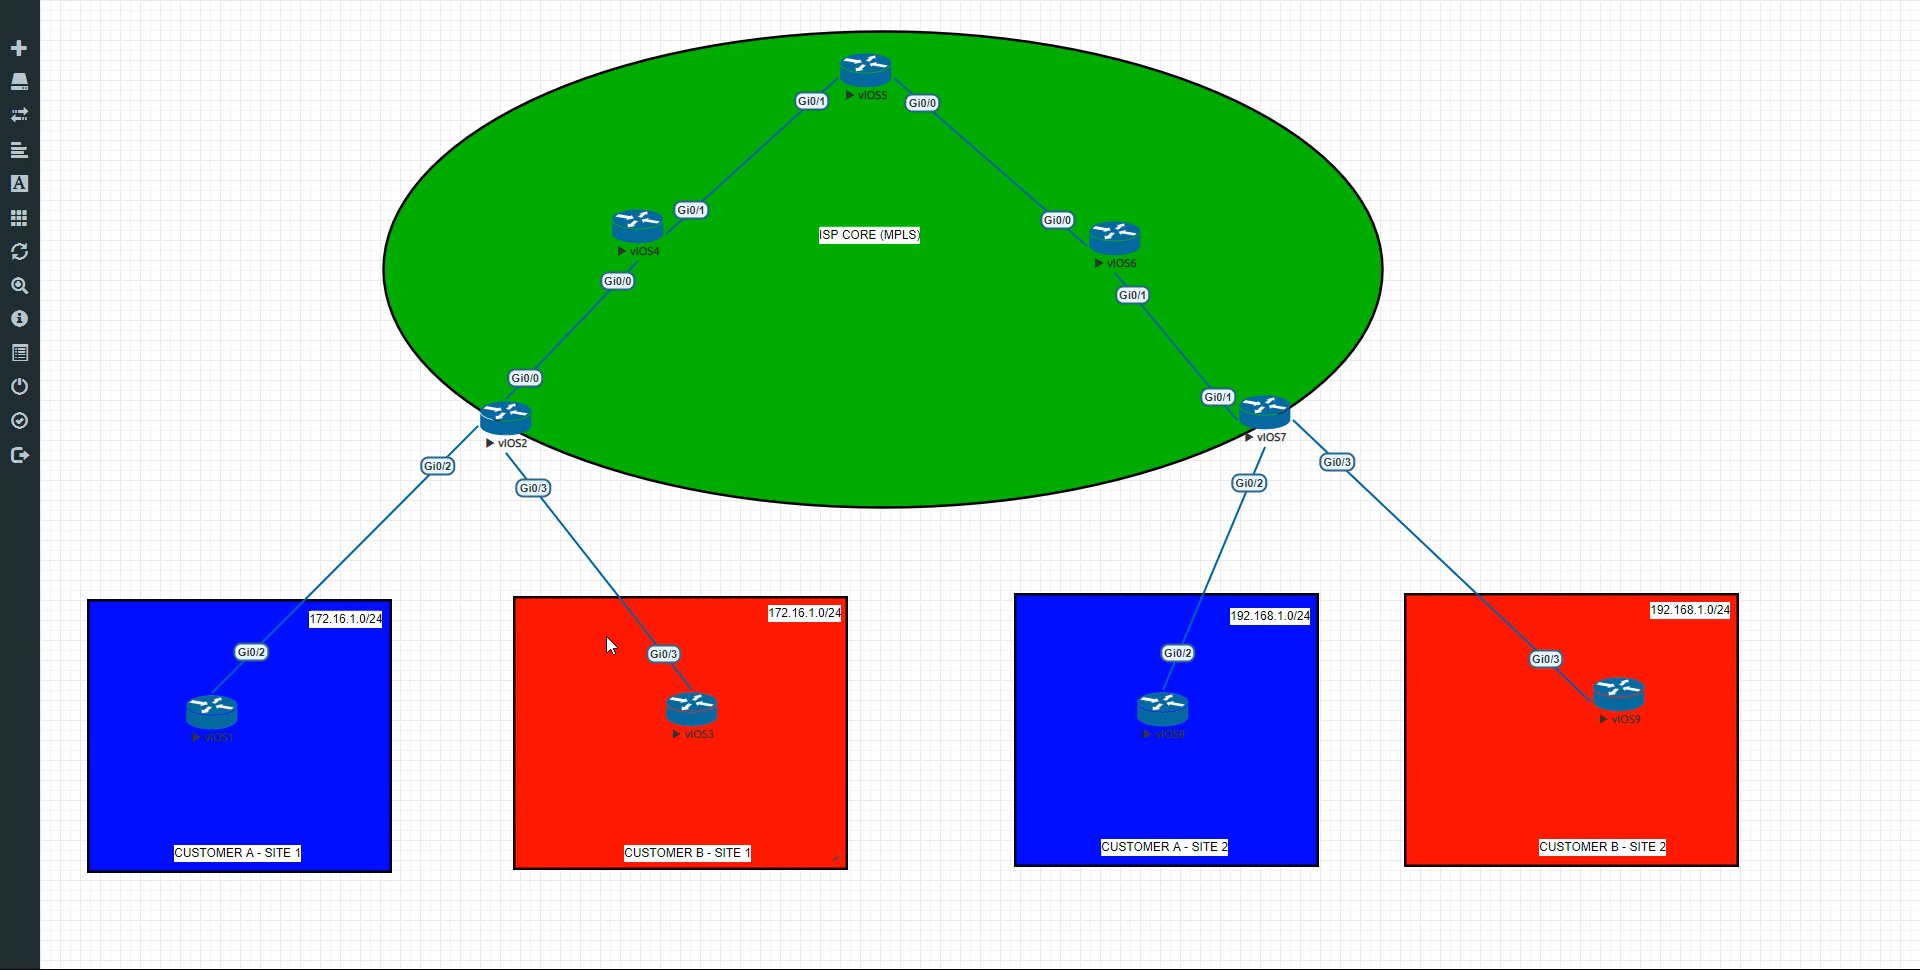 vIOS5
Gi0/1
Gi0/0
Gi0/1
Gi0/0
ISP CORE (MPLS)
vIOS4
vIOS6
Gi0/0
Gi0/1
Gi0/0
Gi0/1
vIOS2
vIOS7
Gi0/2
Gi0/3
Gi0/2
Gi0/3
172.16.1.0/24
172.16.1.0/24
192.168.1.0/24
192.168.1.0/24
Gi0/2
Gi0/3
Gi0/2
Gi0/3
vIOS1
vIOS3
vIOS8
vIOS9
CUSTOMER A - SITE 1
CUSTOMER B - SITE 1
CUSTOMER A - SITE 2
CUSTOMER B - SITE 2